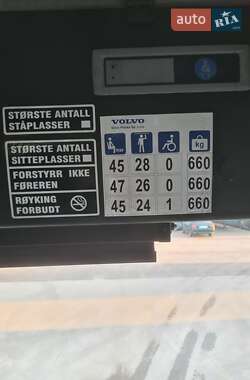 auto.RIA.com
STØRSTE ANTALL
STÅPLASSER
STØRSTE ANTALL
SITTEPLASSER
FORSTYRR IKKE
FØREREN
RØYKING
FORBUDT
VOLVO
kg
45 28 0 660
47 26 0 660
45 24 1 660